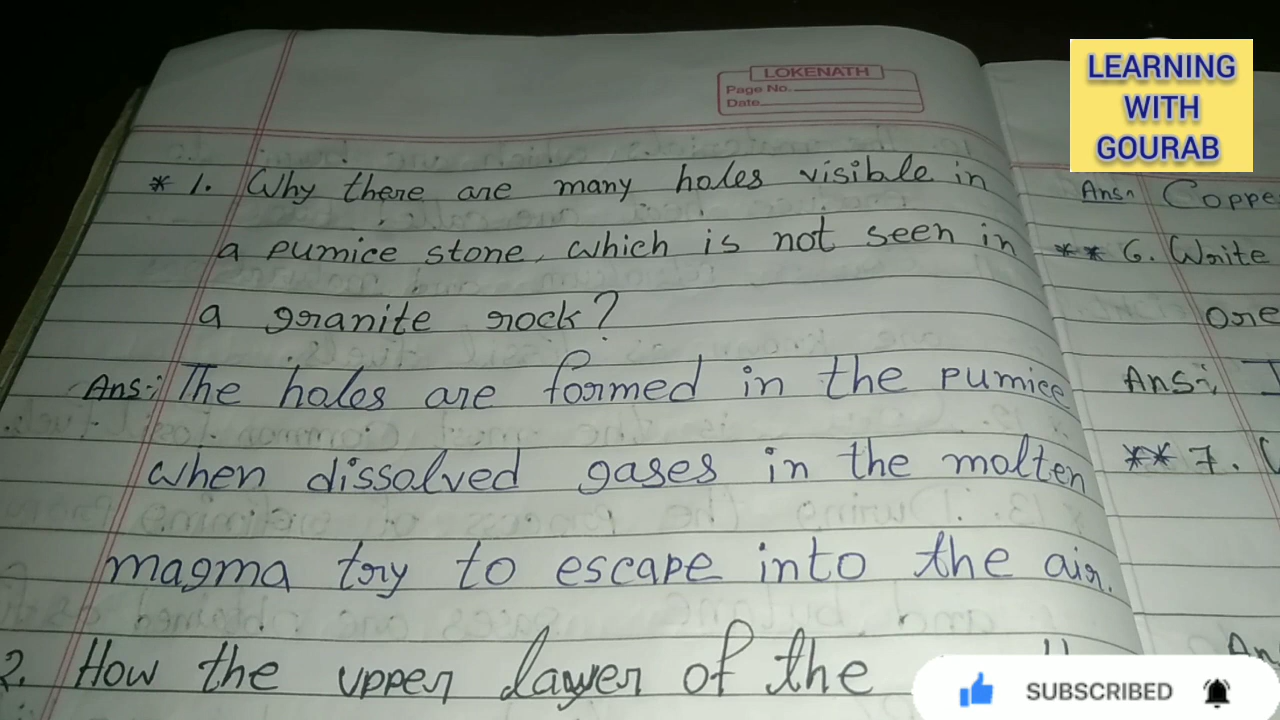 LOKENATH
Page No.
Date
LEARNING
WITH
GOURAB
* 1. Why there are many holes visible in
a pumice stone, which is not seen in
a granite rock?
Ans:, The holes are formed in the pumice
when dissolved gases in the molten
magma try to escape into the air.
2. How the upper layer of the
Ans:, Coppe
** 6. Write
one
Ans:, I
** 7.
An
SUBSCRIBED